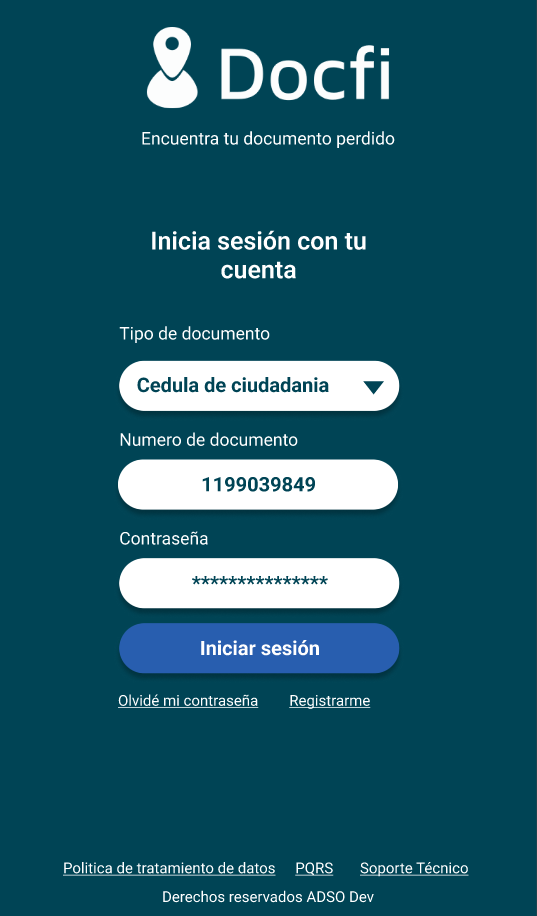 Docfi
Encuentra tu documento perdido
Inicia sesión con tu
cuenta
Tipo de documento
Cedula de ciudadania
Numero de documento
1199039849
Contraseña
***************
Iniciar sesión
Olvidé mi contraseña Registrarme
Politica de tratamiento de datos PQRS Soporte Técnico
Derechos reservados ADSO Dev